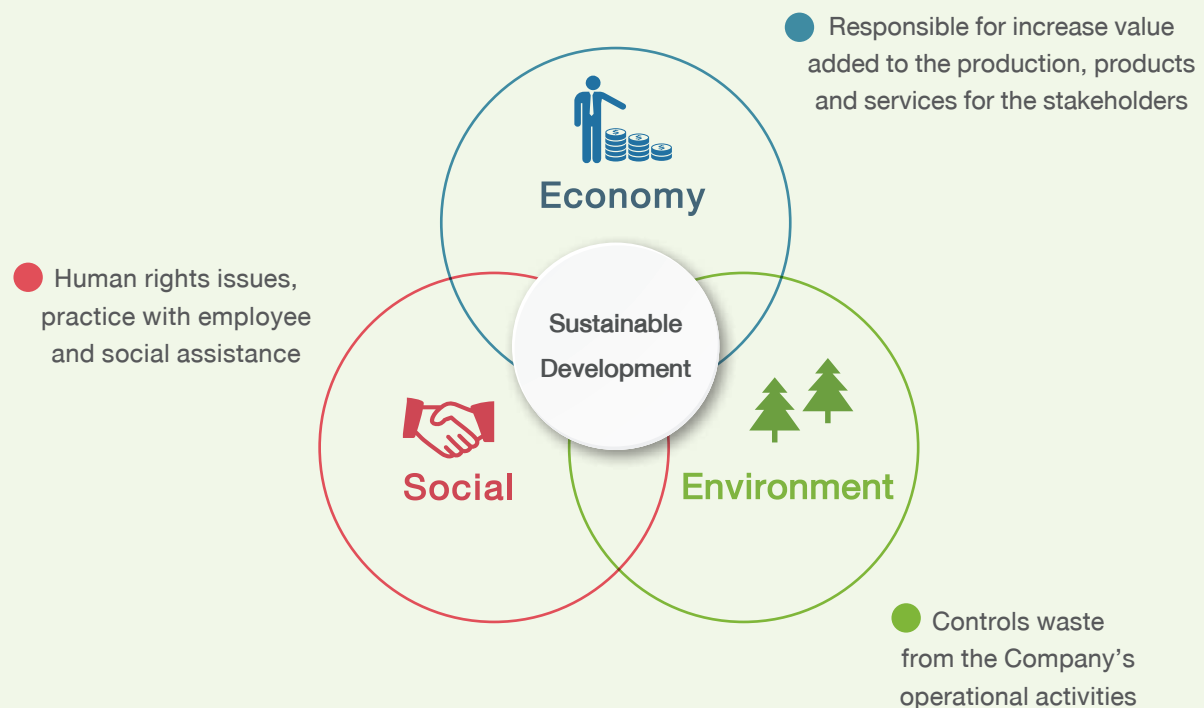 Responsible for increase value
added to the production, products
and services for the stakeholders
Economy
Human rights issues,
practice with employee
and social assistance
Sustainable
Development
Social
Environment
Controls waste
from the Company's
operational activities